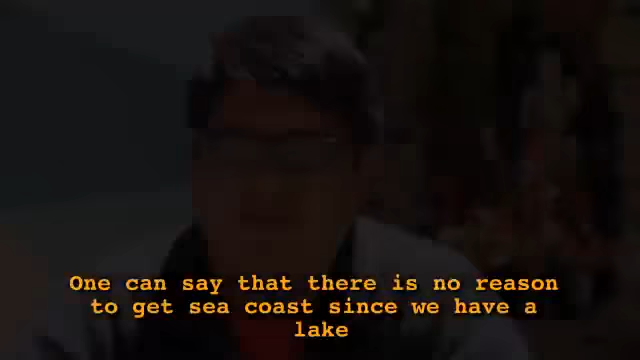 One can say that there is no reason
to get sea coast since we have a
lake